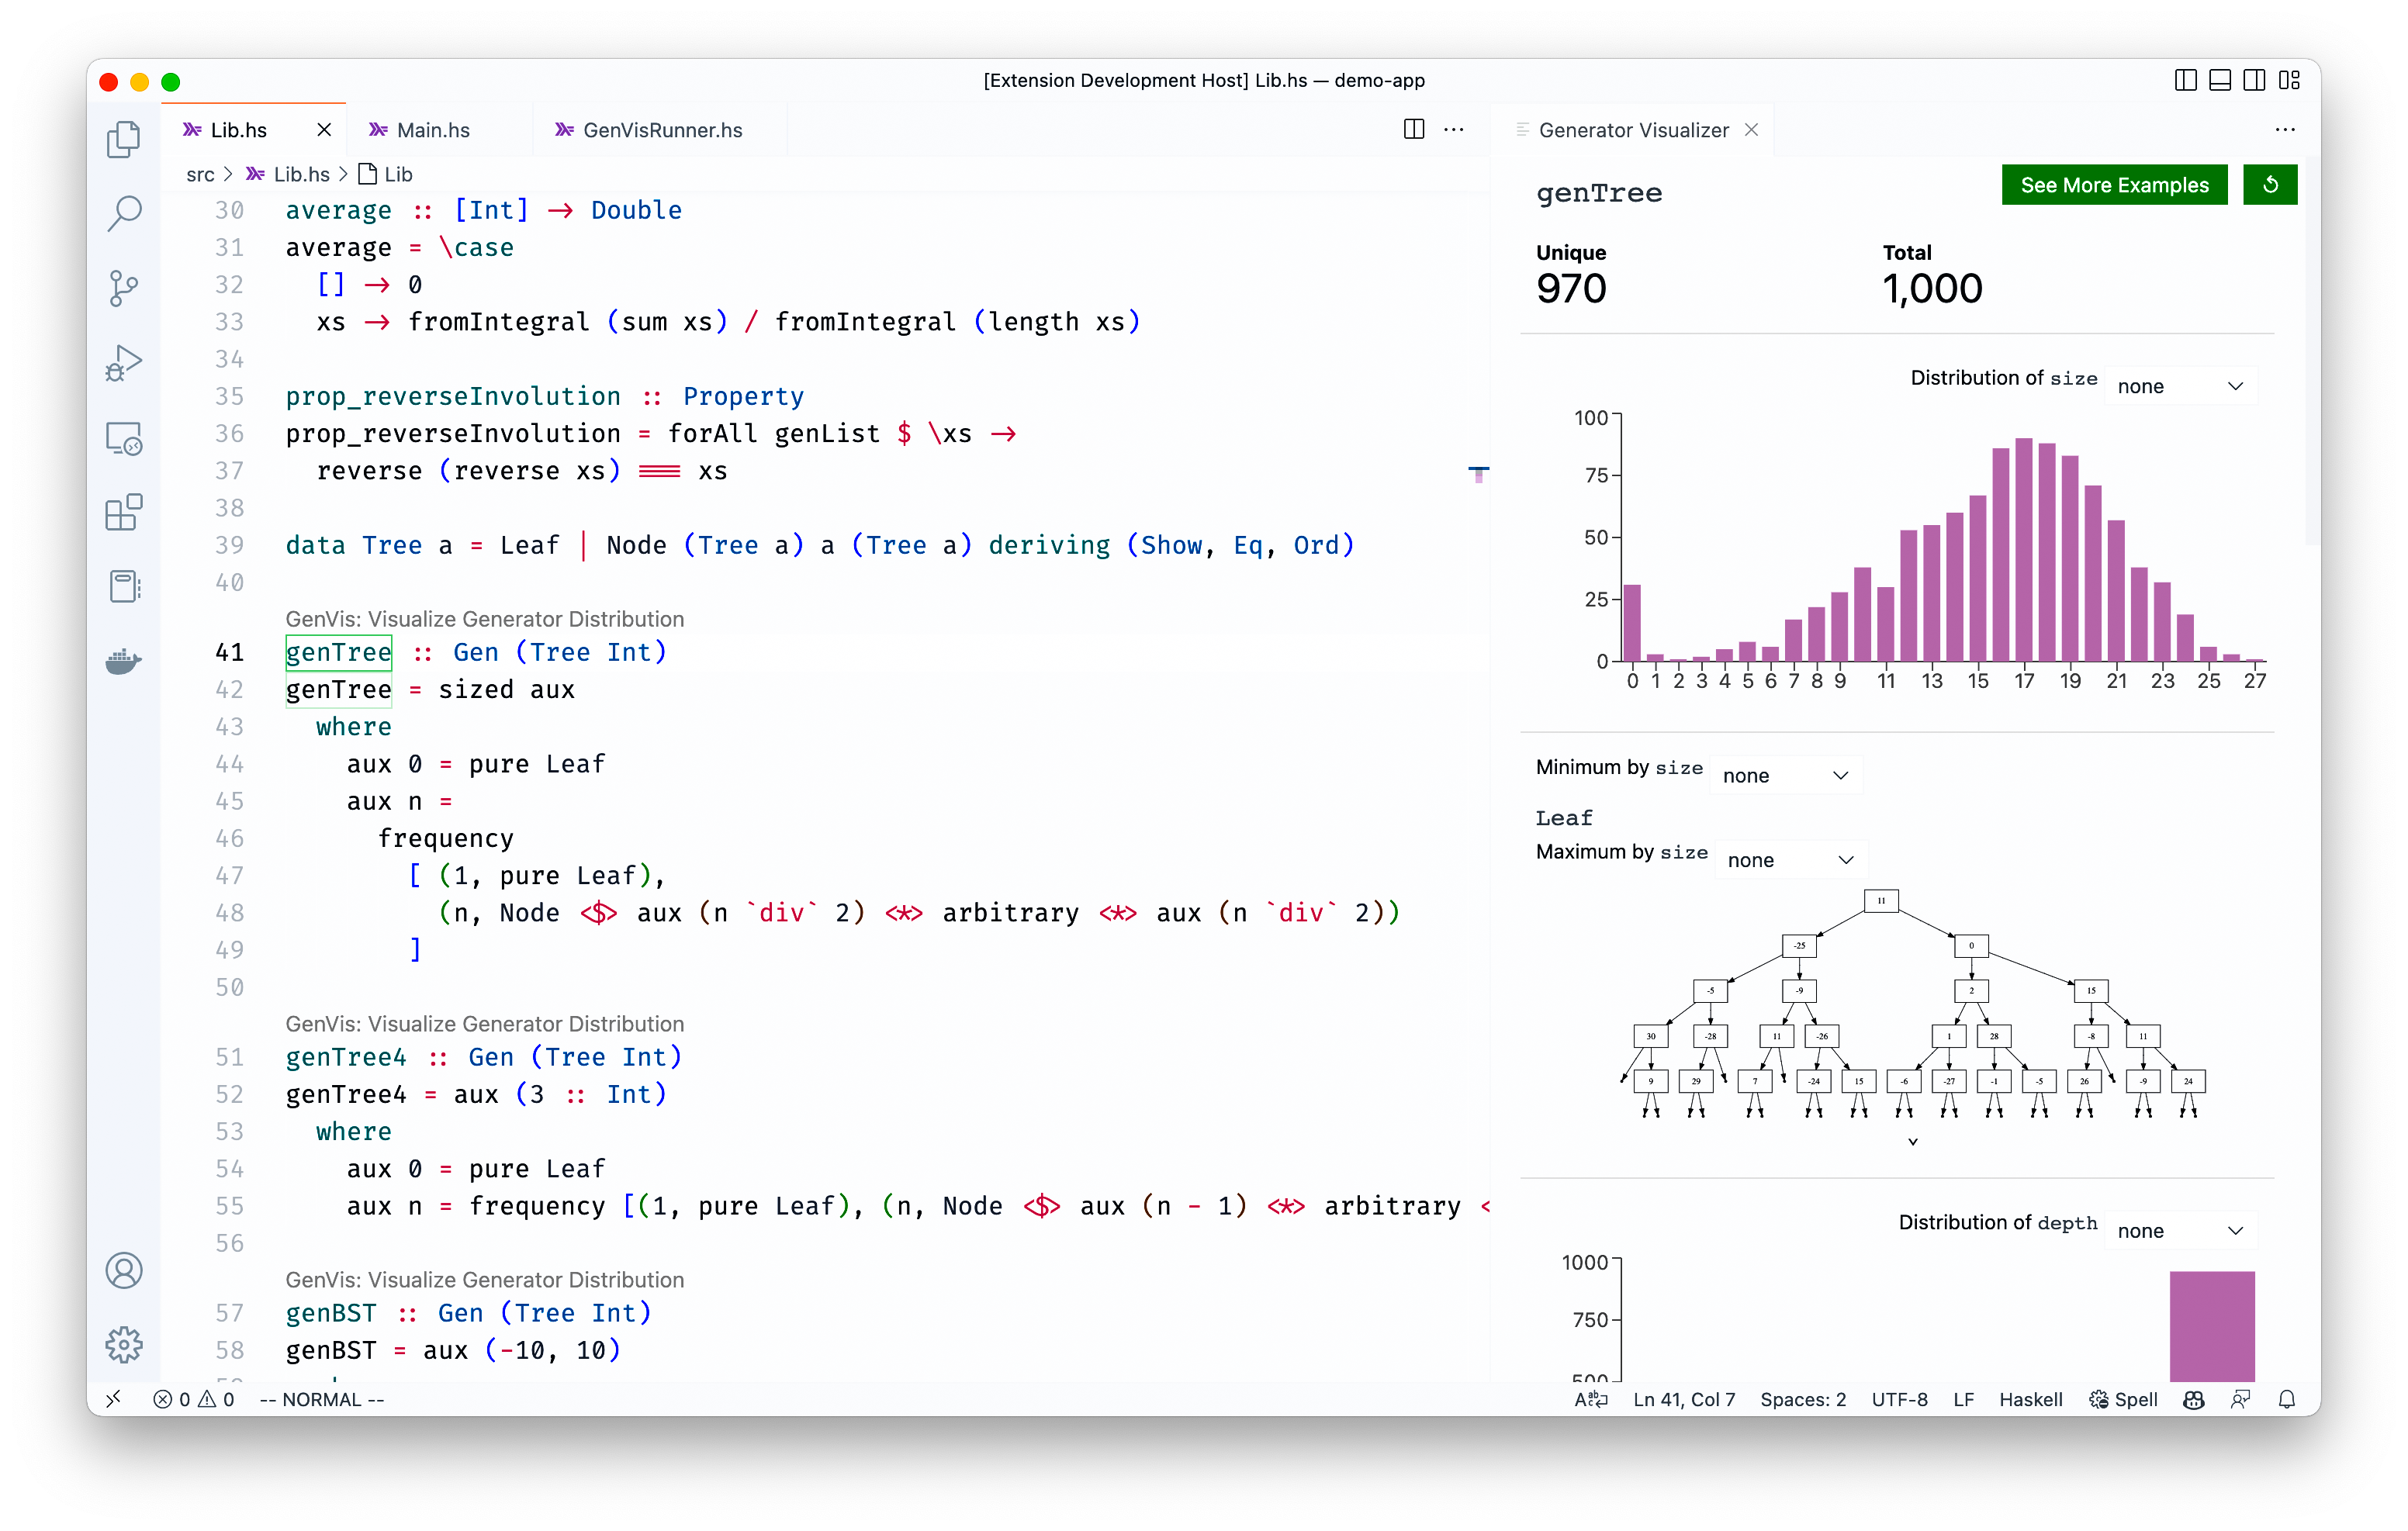 [Extension Development Host] Lib.hs — demo-app
Lib.hs
Main.hs
GenVisRunner.hs
src > Lib.hs > Lib
30 average :: [Int] → Double
31 average = \case
32 [] → 0
33 xs → fromIntegral (sum xs) / fromIntegral (length xs)
34
35 prop_reverseInvolution :: Property
36 prop_reverseInvolution = forAll genList $ \xs →
37 reverse (reverse xs) ≡ xs
38
39 data Tree a = Leaf | Node (Tree a) a (Tree a) deriving (Show, Eq, Ord)
40
GenVis: Visualize Generator Distribution
41 genTree :: Gen (Tree Int)
42 genTree = sized aux
43 where
44 aux 0 = pure Leaf
45 aux n =
46 frequency
47 [ (1, pure Leaf),
48 (n, Node <$> aux (n `div` 2) <*> arbitrary <*> aux (n `div` 2))
49 ]
50
GenVis: Visualize Generator Distribution
51 genTree4 :: Gen (Tree Int)
52 genTree4 = aux (3 :: Int)
53 where
54 aux 0 = pure Leaf
55 aux n = frequency [(1, pure Leaf), (n, Node <$> aux (n - 1) <*> arbitrary <
56
GenVis: Visualize Generator Distribution
57 genBST :: Gen (Tree Int)
58 genBST = aux (-10, 10)
0 0 -- NORMAL --
Generator Visualizer
genTree
See More Examples
Unique
970
Total
1,000
Distribution of size none
100
75
50
25
0
0 1 2 3 4 5 6 7 8 9 11 13 15 17 19 21 23 25 27
Minimum by size none
Leaf
Maximum by size none
11
-25 0
-5 -9 2 15
30 -28 11 -26 1 28 -8 11
9 29 7 -24 15 -6 -27 -1 -5 26 -9 24
Distribution of depth none
1000
750
500
Ln 41, Col 7 Spaces: 2 UTF-8 LF Haskell Spell